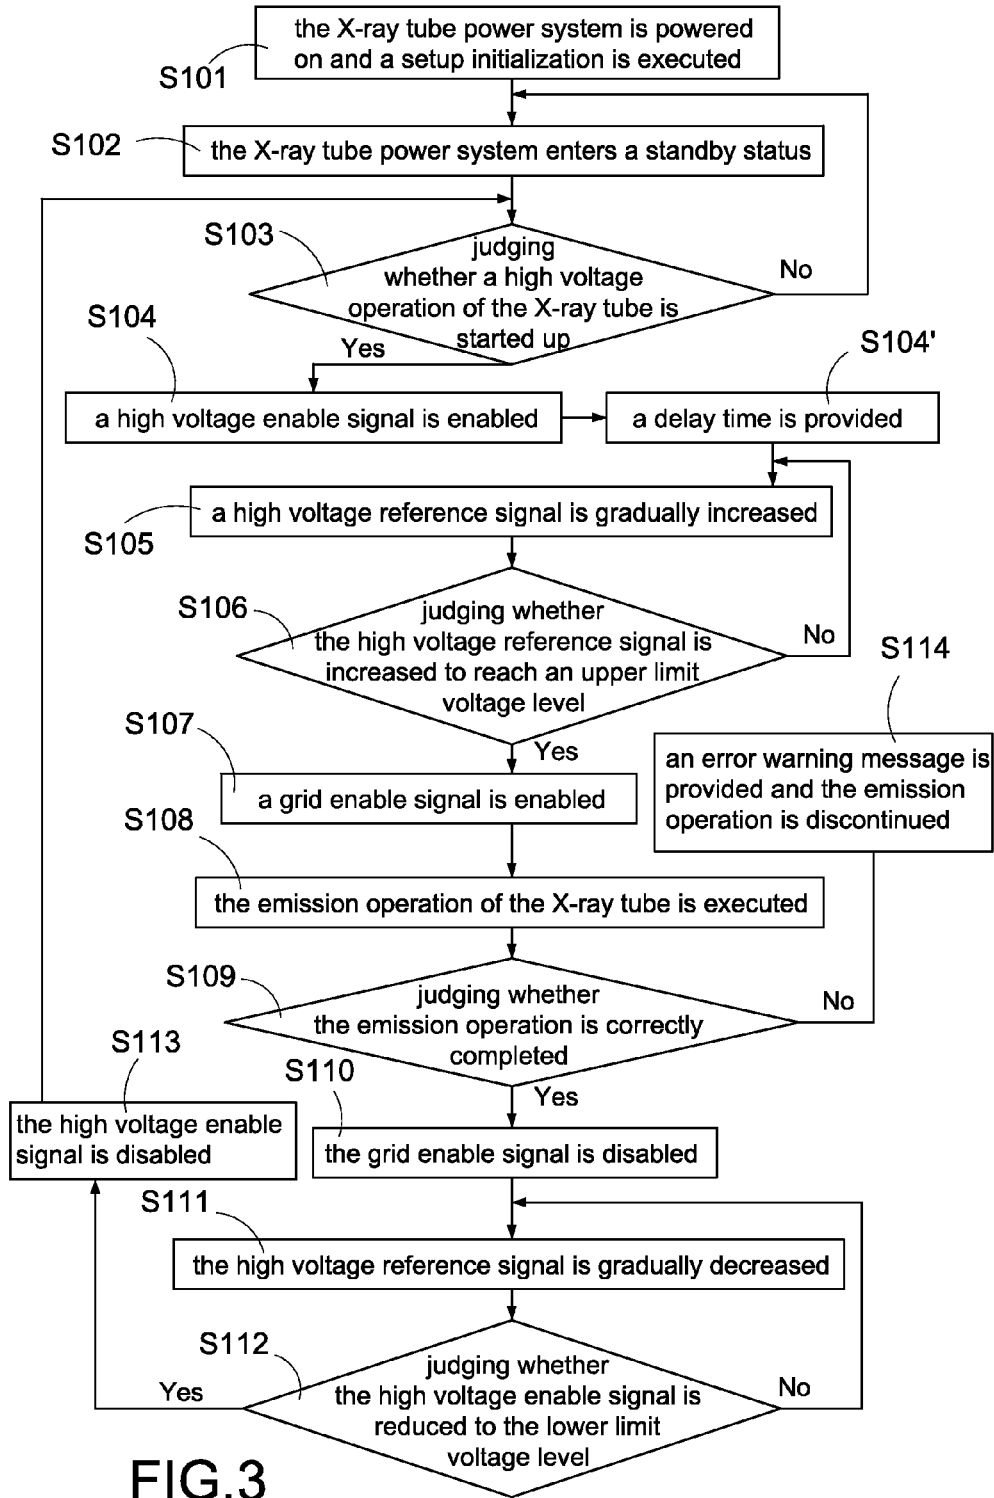 the X-ray tube power system is powered
on and a setup initialization is executed
S101
S102
the X-ray tube power system enters a standby status
S103
judging
whether a high voltage
operation of the X-ray tube is
started up
No
Yes
S104
a high voltage enable signal is enabled
S104'
a delay time is provided
S105
a high voltage reference signal is gradually increased
S106
judging whether
the high voltage reference signal is
increased to reach an upper limit
voltage level
No
Yes
S107
a grid enable signal is enabled
S114
an error warning message is
provided and the emission
operation is discontinued
S108
the emission operation of the X-ray tube is executed
S109
judging whether
the emission operation is correctly
completed
No
Yes
S113
the high voltage enable
signal is disabled
S110
the grid enable signal is disabled
S111
the high voltage reference signal is gradually decreased
S112
judging whether
the high voltage enable signal is
reduced to the lower limit
voltage level
Yes
No
FIG.3